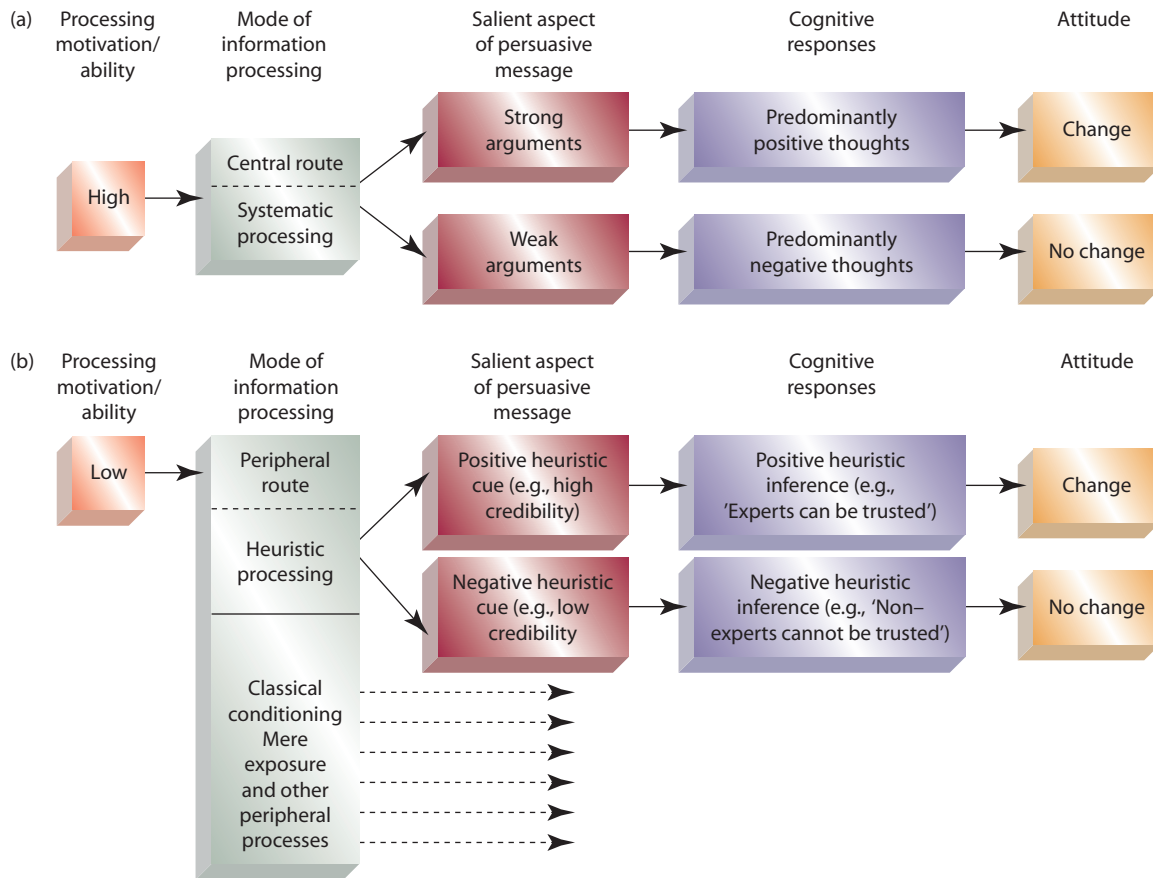 (a)
Processing
motivation/
ability
Mode of
information
processing
Salient aspect
of persuasive
message
Cognitive
responses
Attitude
High
Central route
Systematic
processing
Strong
arguments
Predominantly
positive thoughts
Change
Weak
arguments
Predominantly
negative thoughts
No change
(b)
Processing
motivation/
ability
Mode of
information
processing
Salient aspect
of persuasive
message
Cognitive
responses
Attitude
Low
Peripheral
route
Heuristic
processing
Positive heuristic
cue (e.g., high
credibility)
Positive heuristic
inference (e.g.,
'Experts can be trusted')
Change
Negative heuristic
cue (e.g., low
credibility
Negative heuristic
inference (e.g., 'Non–
experts cannot be trusted')
No change
Classical
conditioning
Mere
exposure
and other
peripheral
processes